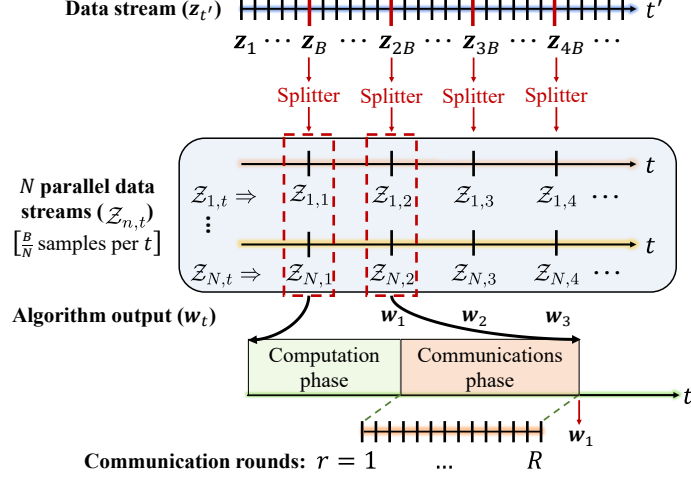 Data stream (𝒛_{t'}) t'
𝒛_1 ··· 𝒛_B ··· 𝒛_{2B} ··· 𝒛_{3B} ··· 𝒛_{4B} ···
Splitter Splitter Splitter Splitter
t
N parallel data streams (𝒵_{n,t})
[B/N samples per t]
𝒵_{1,t} ⇒ 𝒵_{1,1} 𝒵_{1,2} 𝒵_{1,3} 𝒵_{1,4} ···
⋮
t
𝒵_{N,t} ⇒ 𝒵_{N,1} 𝒵_{N,2} 𝒵_{N,3} 𝒵_{N,4} ···
Algorithm output (𝒘_t) 𝒘_1 𝒘_2 𝒘_3
Computation phase
Communications phase
t
𝒘_1
Communication rounds: r = 1 ... R